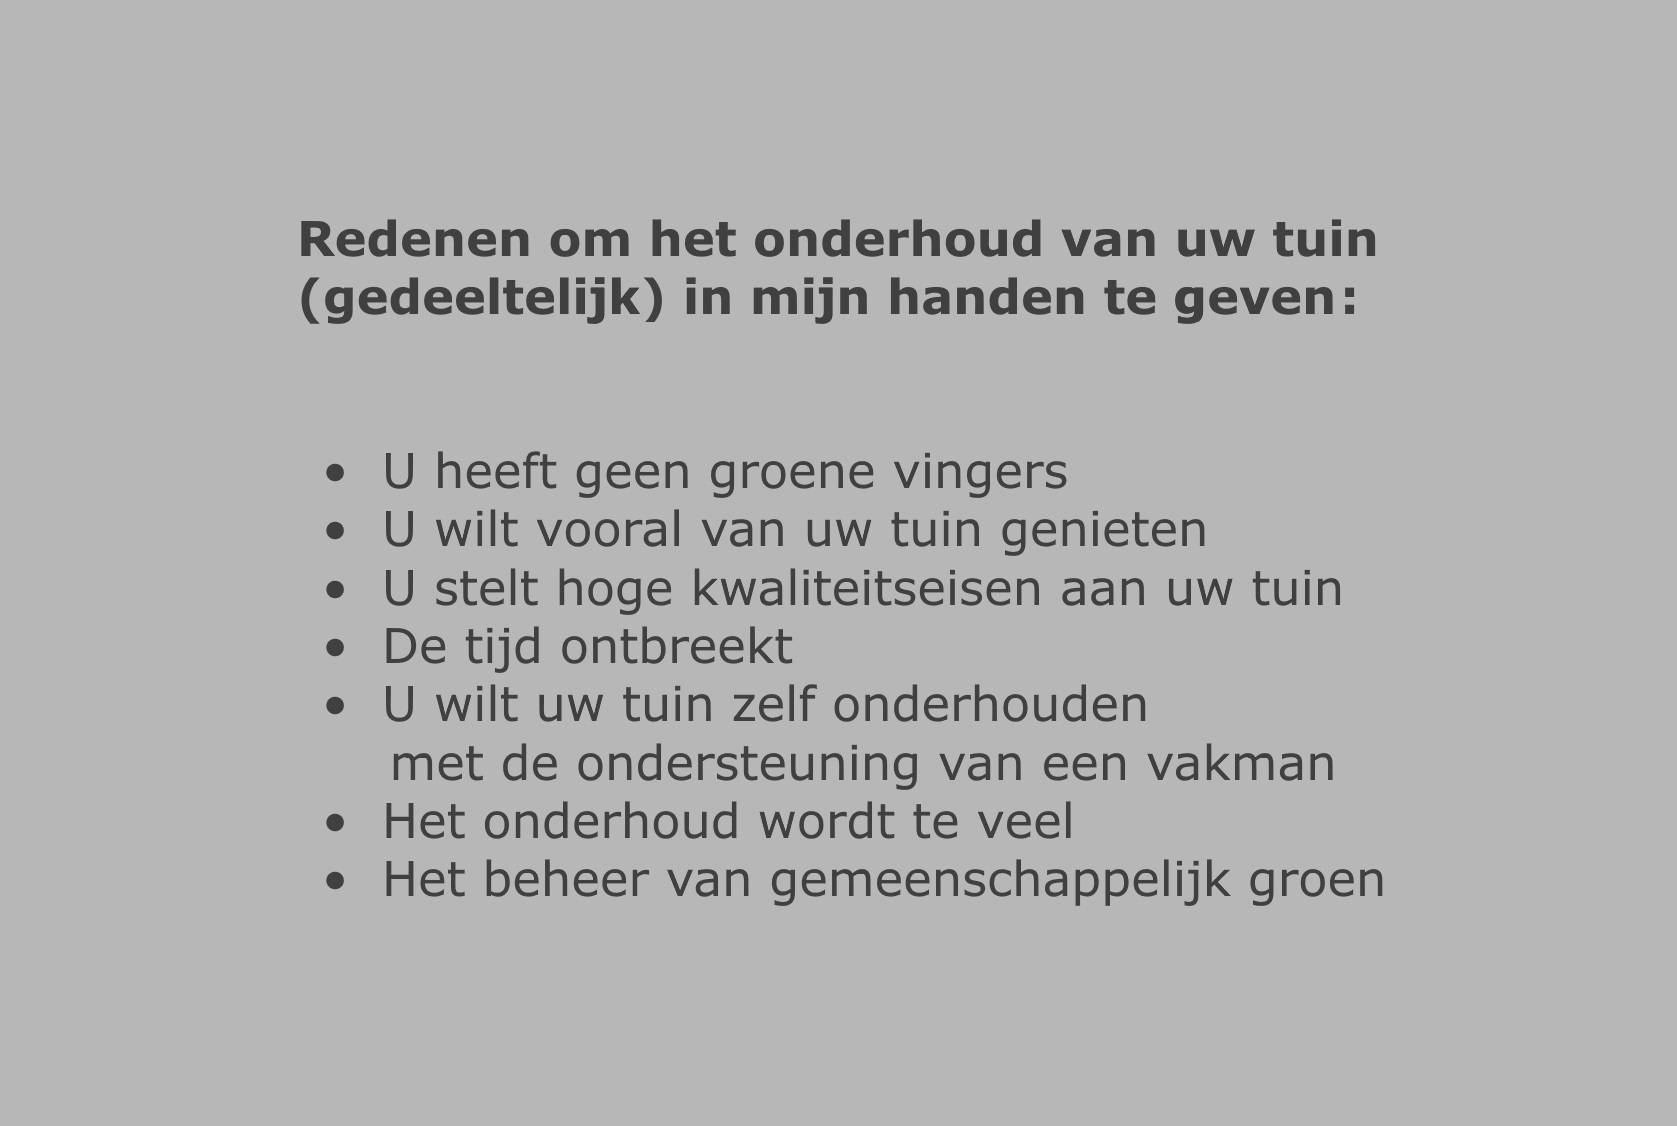 Redenen om het onderhoud van uw tuin
(gedeeltelijk) in mijn handen te geven:
• U heeft geen groene vingers
• U wilt vooral van uw tuin genieten
• U stelt hoge kwaliteitseisen aan uw tuin
• De tijd ontbreekt
• U wilt uw tuin zelf onderhouden
met de ondersteuning van een vakman
• Het onderhoud wordt te veel
• Het beheer van gemeenschappelijk groen